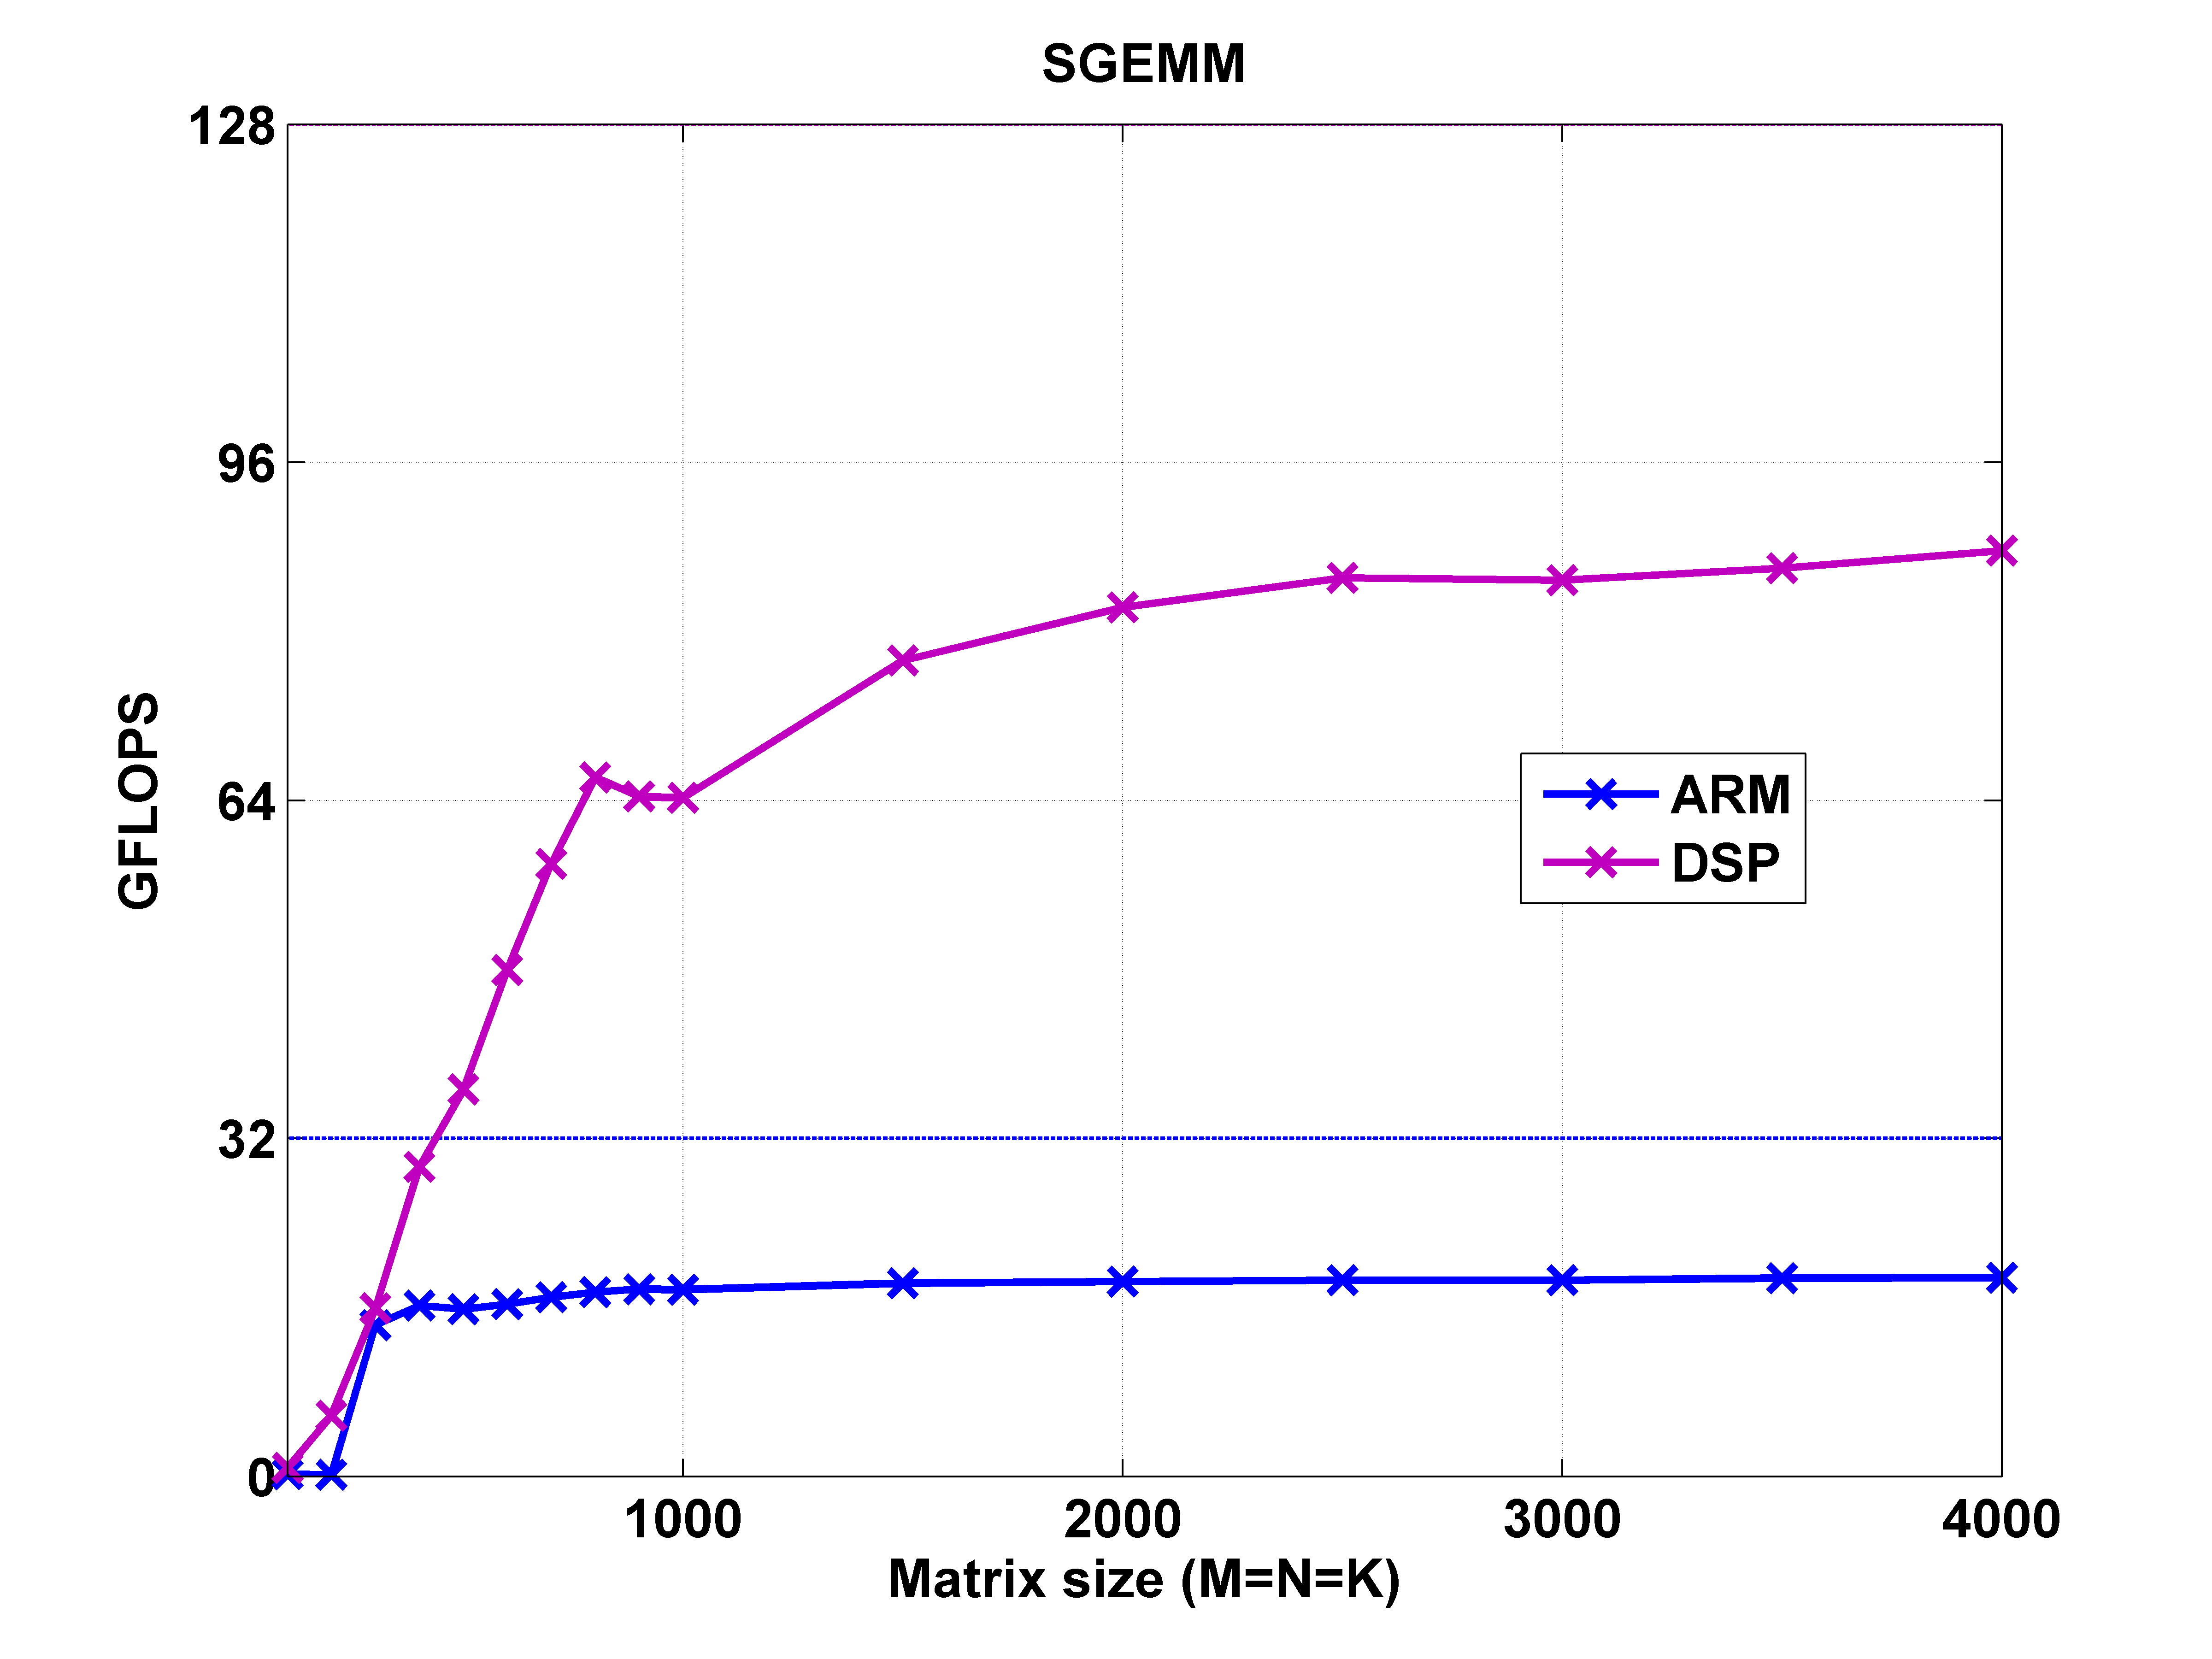 SGEMM
128
96
64
32
0
GFLOPS
ARM
DSP
1000 2000 3000 4000
Matrix size (M=N=K)